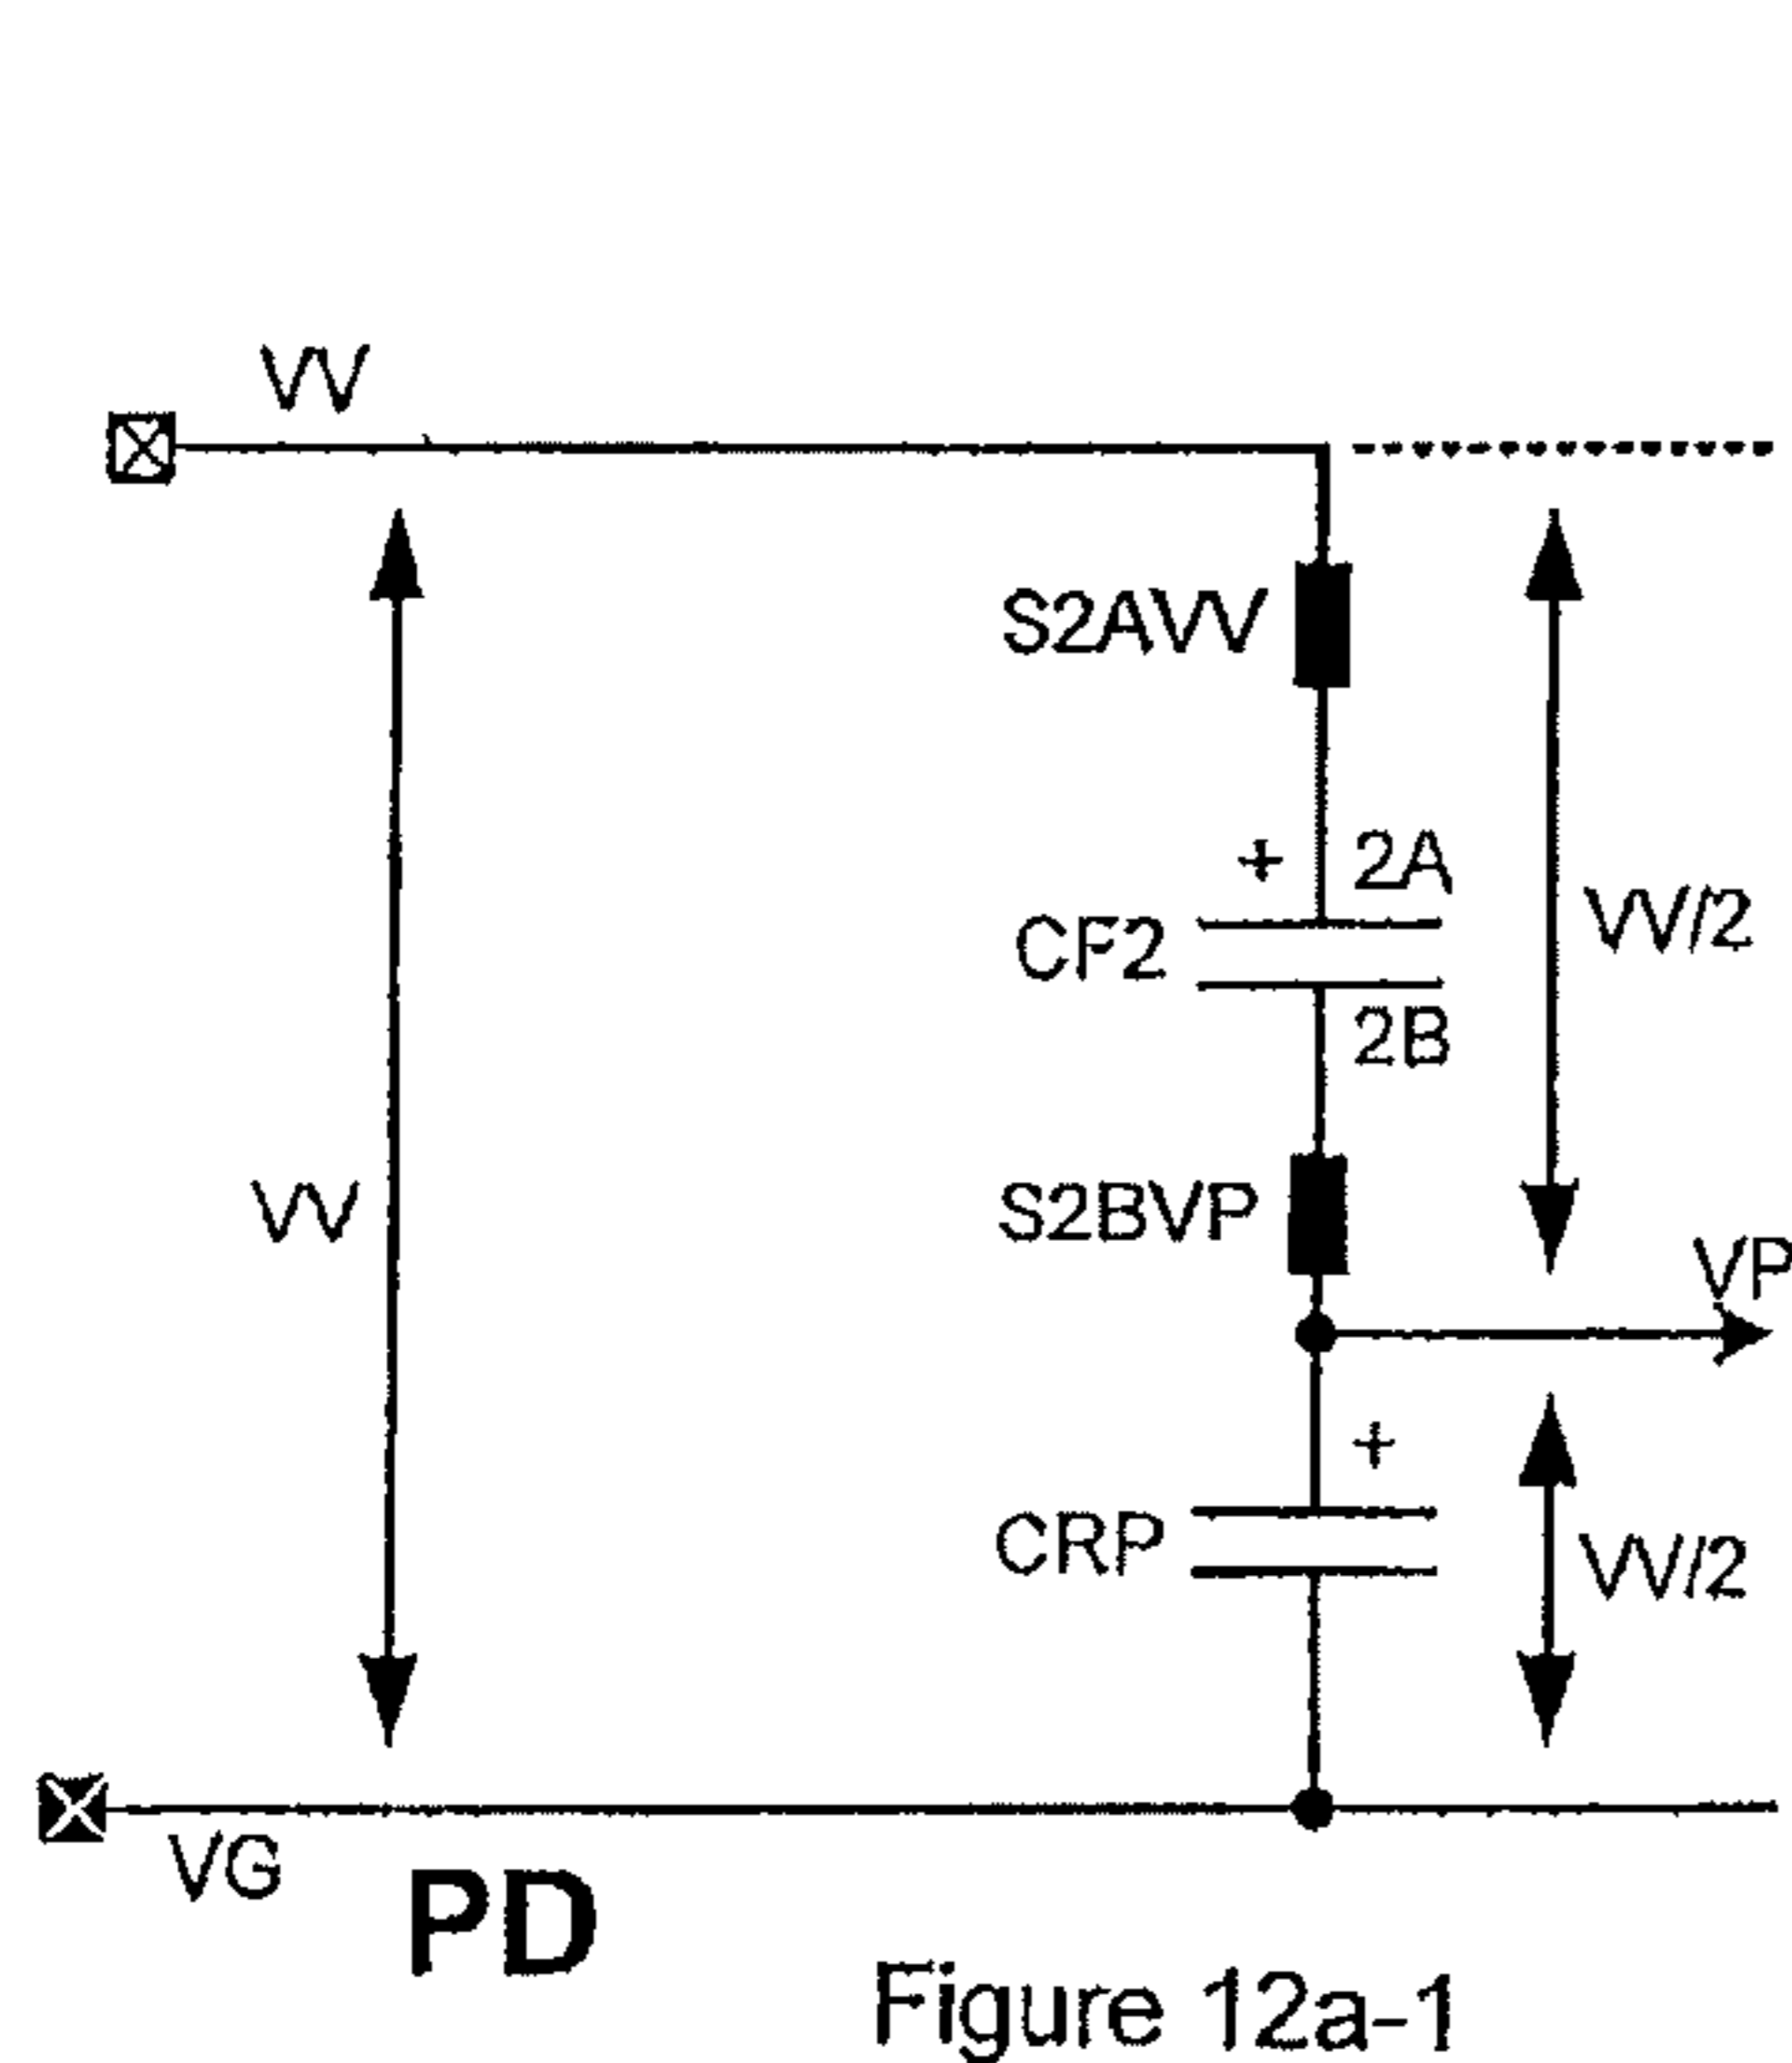 VV
S2AVV
+
2A
CF2
VV/2
2B
VV
S2BVP
VP
+
CRP
VV/2
VG
PD
Figure 12a-1